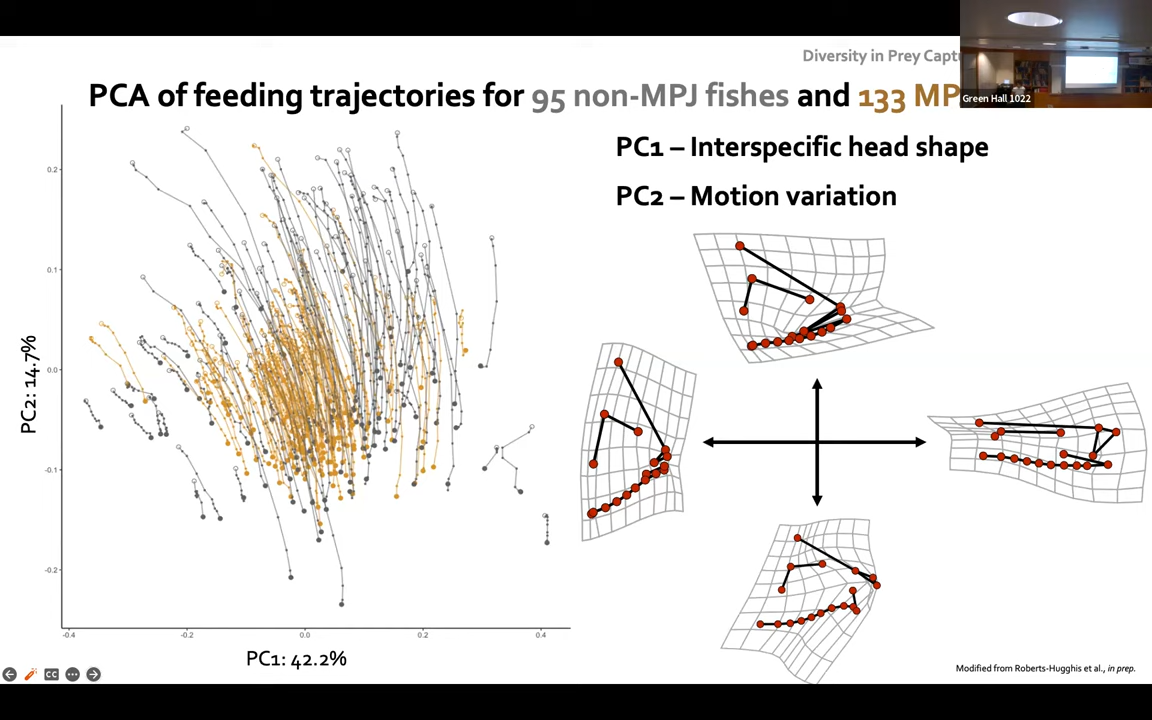 Diversity in Prey
Green Hall 1022
PCA of feeding trajectories for 95 non-MPJ fishes and 133
PC1 – Interspecific head shape
PC2 – Motion variation
0.2
0.1
0.0
-0.1
-0.2
PC2: 14.7%
-0.4
-0.2
0.0
0.2
0.4
PC1: 42.2%
CC
Modified from Roberts-Hugghis et al., in prep.